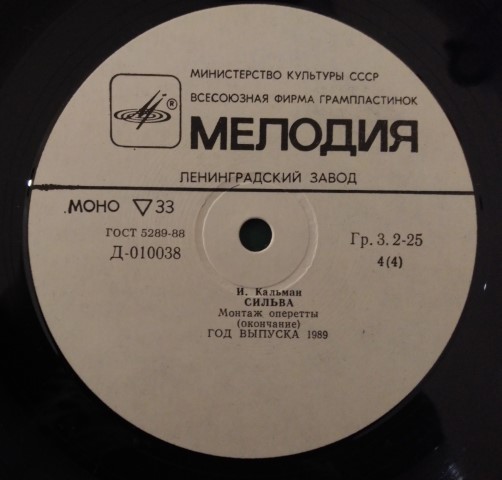 МИНИСТЕРСТВО КУЛЬТУРЫ СССР
ВСЕСОЮЗНАЯ ФИРМА ГРАМПЛАСТИНОК
® МЕЛОДИЯ
ЛЕНИНГРАДСКИЙ ЗАВОД
МОНО ▽ 33
ГОСТ 5289-88
Д-010038
Гр. 3. 2-25
4(4)
И. Кальман
СИЛЬВА
Монтаж оперетты
(окончание)
ГОД ВЫПУСКА 1989